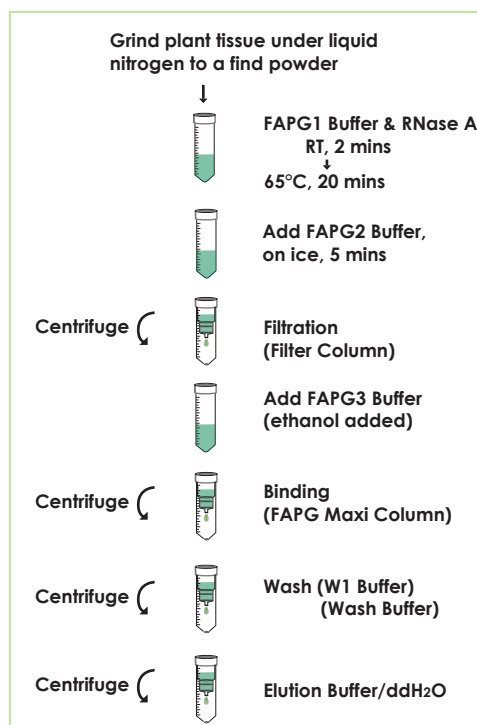 Grind plant tissue under liquid
nitrogen to a find powder
FAPG1 Buffer & RNase A
RT, 2 mins
65°C, 20 mins
Add FAPG2 Buffer,
on ice, 5 mins
Centrifuge
Filtration
(Filter Column)
Add FAPG3 Buffer
(ethanol added)
Centrifuge
Binding
(FAPG Maxi Column)
Centrifuge
Wash (W1 Buffer)
(Wash Buffer)
Centrifuge
Elution Buffer/ddH2O